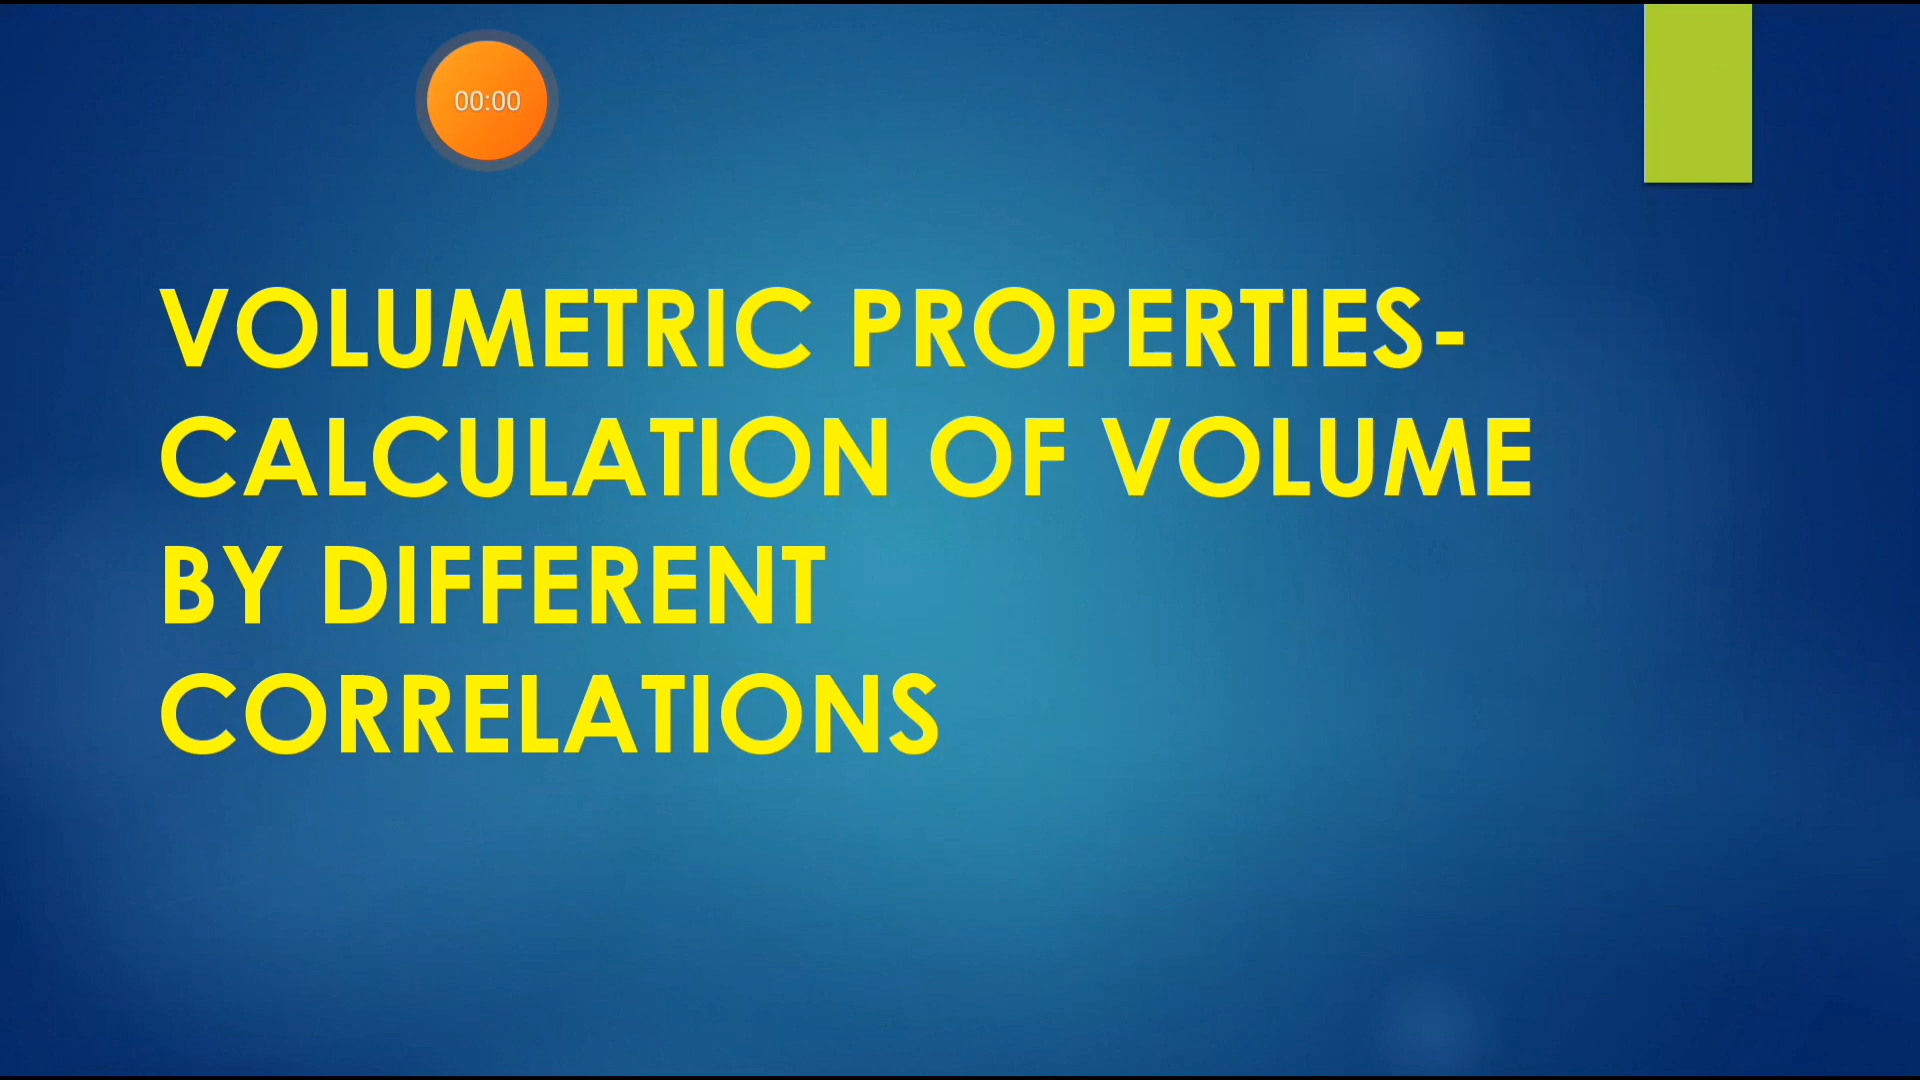 00:00
VOLUMETRIC PROPERTIES-
CALCULATION OF VOLUME
BY DIFFERENT
CORRELATIONS